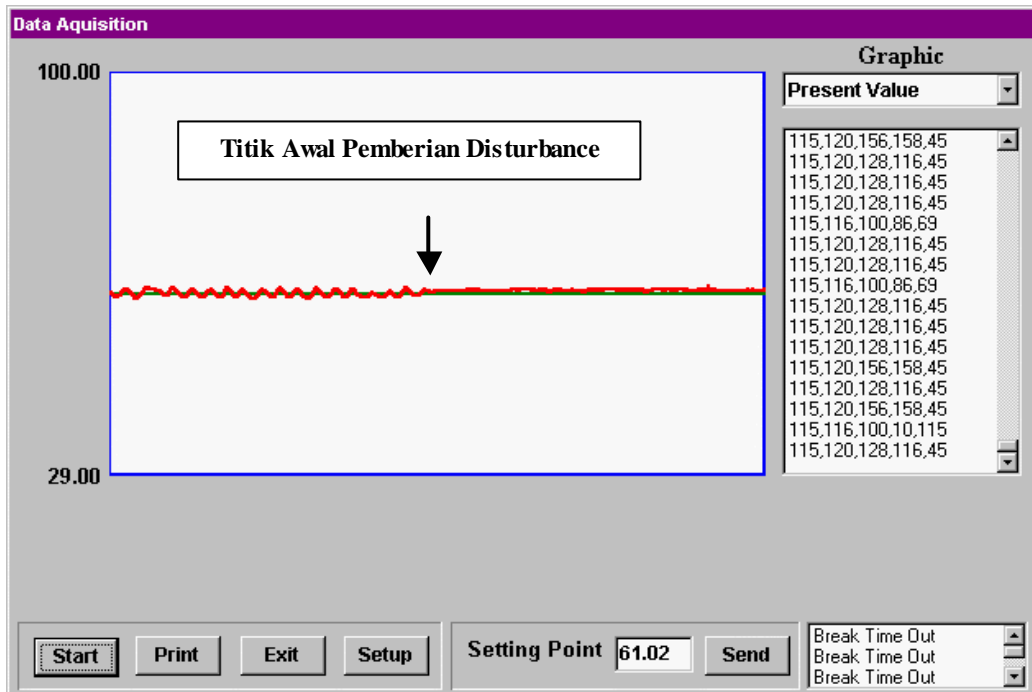 Data Aquisition
Graphic
100.00
Present Value
Titik Awal Pemberian Disturbance
115,120,156,158,45
115,120,128,116,45
115,120,128,116,45
115,120,128,116,45
115,116,100,86,69
115,120,128,116,45
115,120,128,116,45
115,116,100,86,69
115,120,128,116,45
115,120,128,116,45
115,120,128,116,45
115,120,156,158,45
115,120,128,116,45
115,120,156,158,45
115,116,100,10,115
115,120,128,116,45
29.00
Start Print Exit Setup Setting Point 61.02 Send
Break Time Out
Break Time Out
Break Time Out